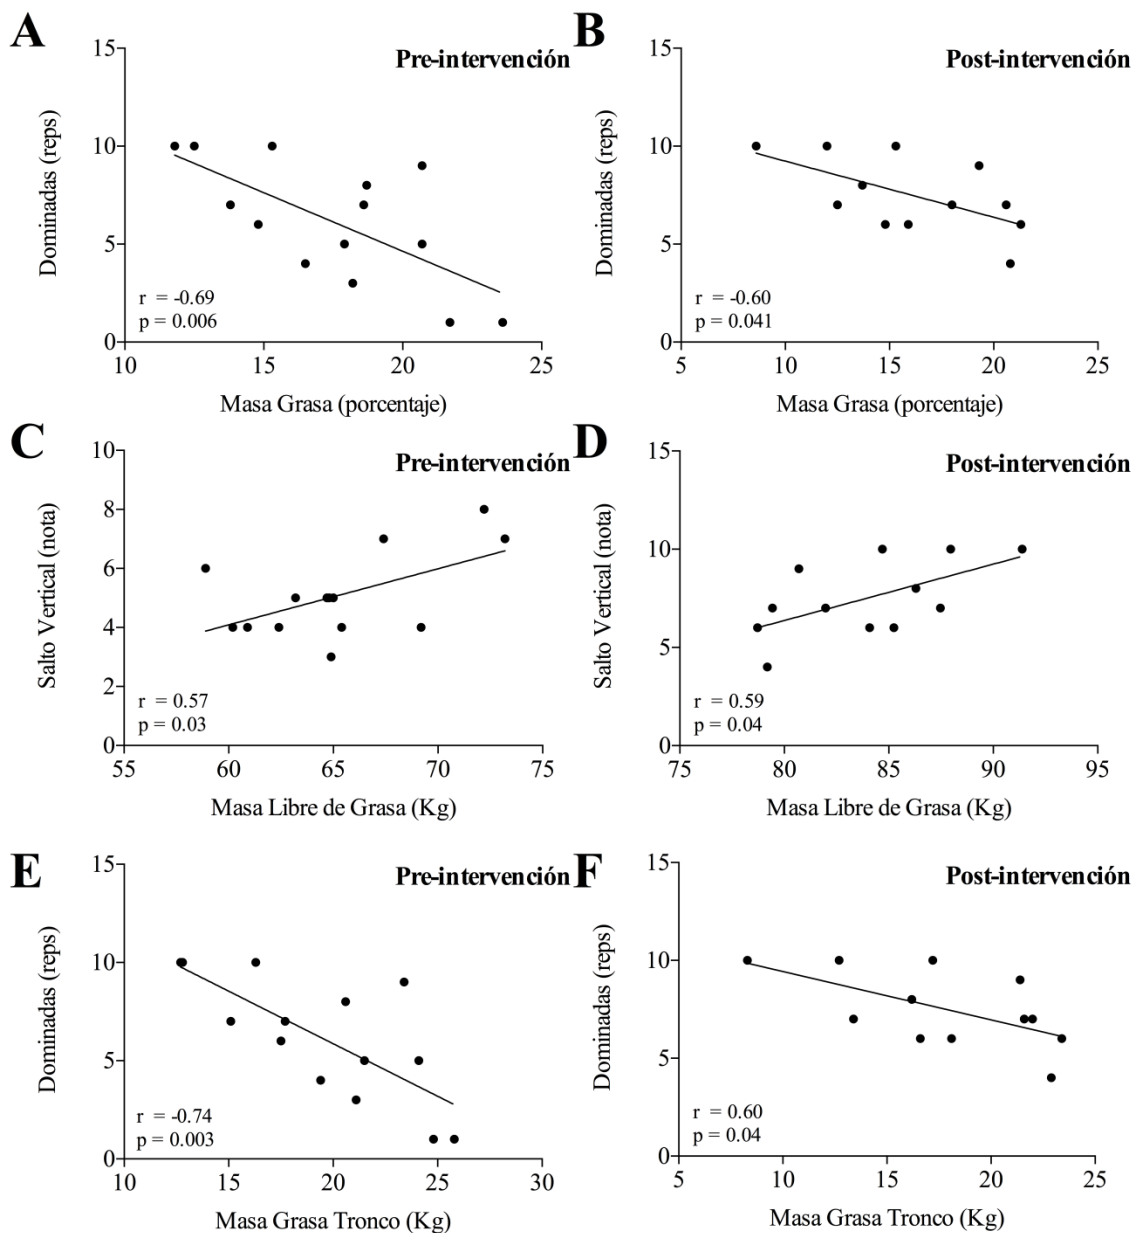 A
Pre-intervención
15
10
5
0
Dominadas (reps)
r = -0.69
p = 0.006
10 15 20 25
Masa Grasa (porcentaje)
B
Post-intervención
15
10
5
0
Dominadas (reps)
r = -0.60
p = 0.041
5 10 15 20 25
Masa Grasa (porcentaje)
C
Pre-intervención
10
8
6
4
2
0
Salto Vertical (nota)
r = 0.57
p = 0.03
55 60 65 70 75
Masa Libre de Grasa (Kg)
D
Post-intervención
15
10
5
0
Salto Vertical (nota)
r = 0.59
p = 0.04
75 80 85 90 95
Masa Libre de Grasa (Kg)
E
Pre-intervención
15
10
5
0
Dominadas (reps)
r = -0.74
p = 0.003
10 15 20 25 30
Masa Grasa Tronco (Kg)
F
Post-intervención
15
10
5
0
Dominadas (reps)
r = 0.60
p = 0.04
5 10 15 20 25
Masa Grasa Tronco (Kg)